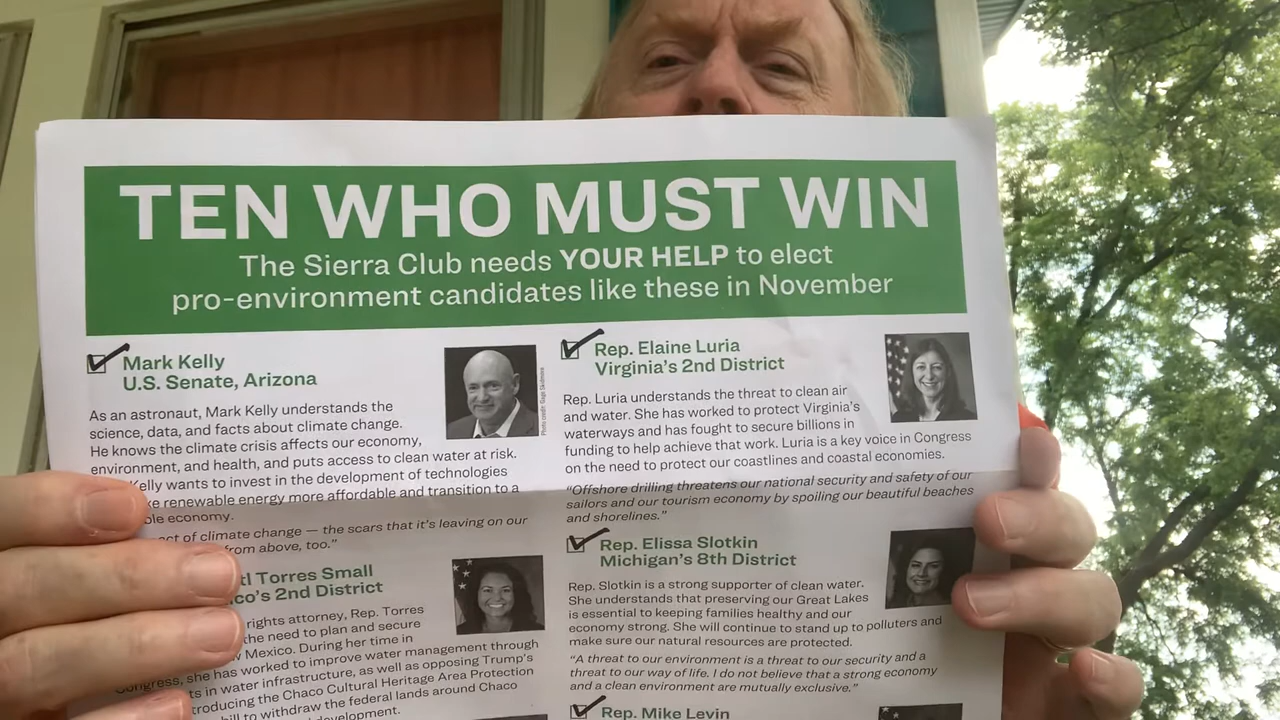 TEN WHO MUST WIN
The Sierra Club needs YOUR HELP to elect
pro-environment candidates like these in November
Mark Kelly
U.S. Senate, Arizona
As an astronaut, Mark Kelly understands the
science, data, and facts about climate change.
He knows the climate crisis affects our economy,
environment, and health, and puts access to clean water at risk.
Kelly wants to invest in the development of technologies
ke renewable energy more affordable and transition to a
ble economy.
ct of climate change — the scars that it's leaving on our
from above, too."
tl Torres Small
co's 2nd District
rights attorney, Rep. Torres
the need to plan and secure
w Mexico. During her time in
Congress, she has worked to improve water management through
ts in water infrastructure, as well as opposing Trump's
troducing the Chaco Cultural Heritage Area Protection
bill to withdraw the federal lands around Chaco
development.
Rep. Elaine Luria
Virginia's 2nd District
Rep. Luria understands the threat to clean air
and water. She has worked to protect Virginia's
waterways and has fought to secure billions in
funding to help achieve that work. Luria is a key voice in Congress
on the need to protect our coastlines and coastal economies.
"Offshore drilling threatens our national security and safety of our
sailors and our tourism economy by spoiling our beautiful beaches
and shorelines."
Rep. Elissa Slotkin
Michigan's 8th District
Rep. Slotkin is a strong supporter of clean water.
She understands that preserving our Great Lakes
is essential to keeping families healthy and our
economy strong. She will continue to stand up to polluters and
make sure our natural resources are protected.
"A threat to our environment is a threat to our security and a
threat to our way of life. I do not believe that a strong economy
and a clean environment are mutually exclusive."
Rep. Mike Levin